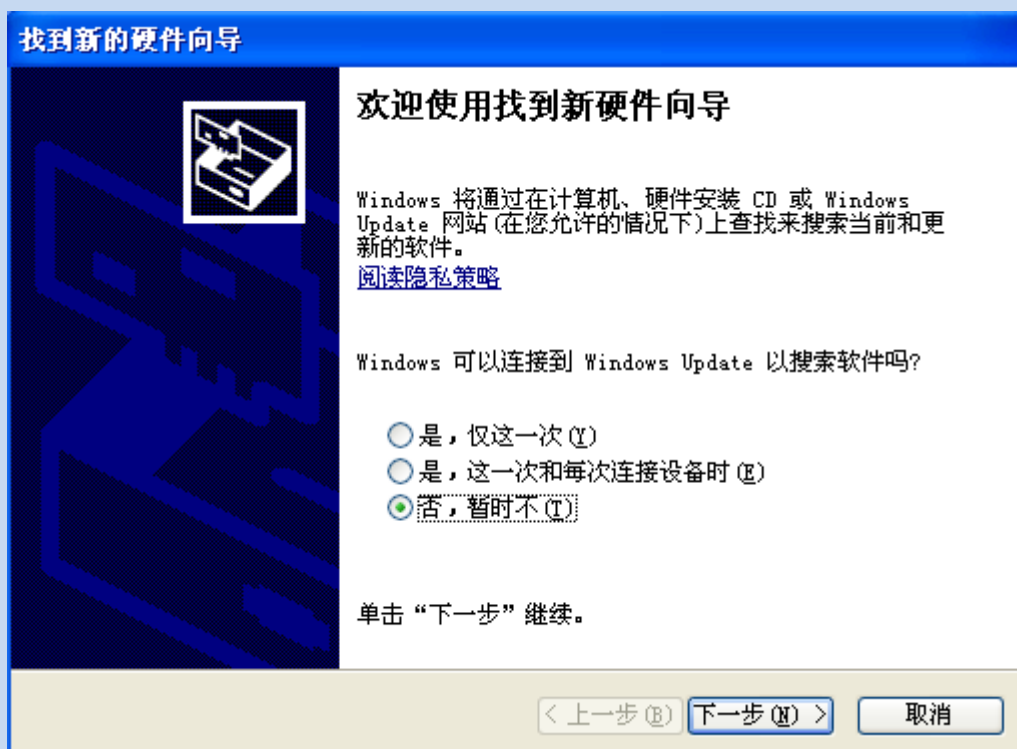 找到新的硬件向导
欢迎使用找到新硬件向导
Windows 将通过在计算机、硬件安装 CD 或 Windows
Update 网站(在您允许的情况下)上查找来搜索当前和更
新的软件。
阅读隐私策略
Windows 可以连接到 Windows Update 以搜索软件吗?
是，仅这一次(Y)
是，这一次和每次连接设备时(E)
否，暂时不(T)
单击“下一步”继续。
< 上一步(B) 下一步(N) > 取消